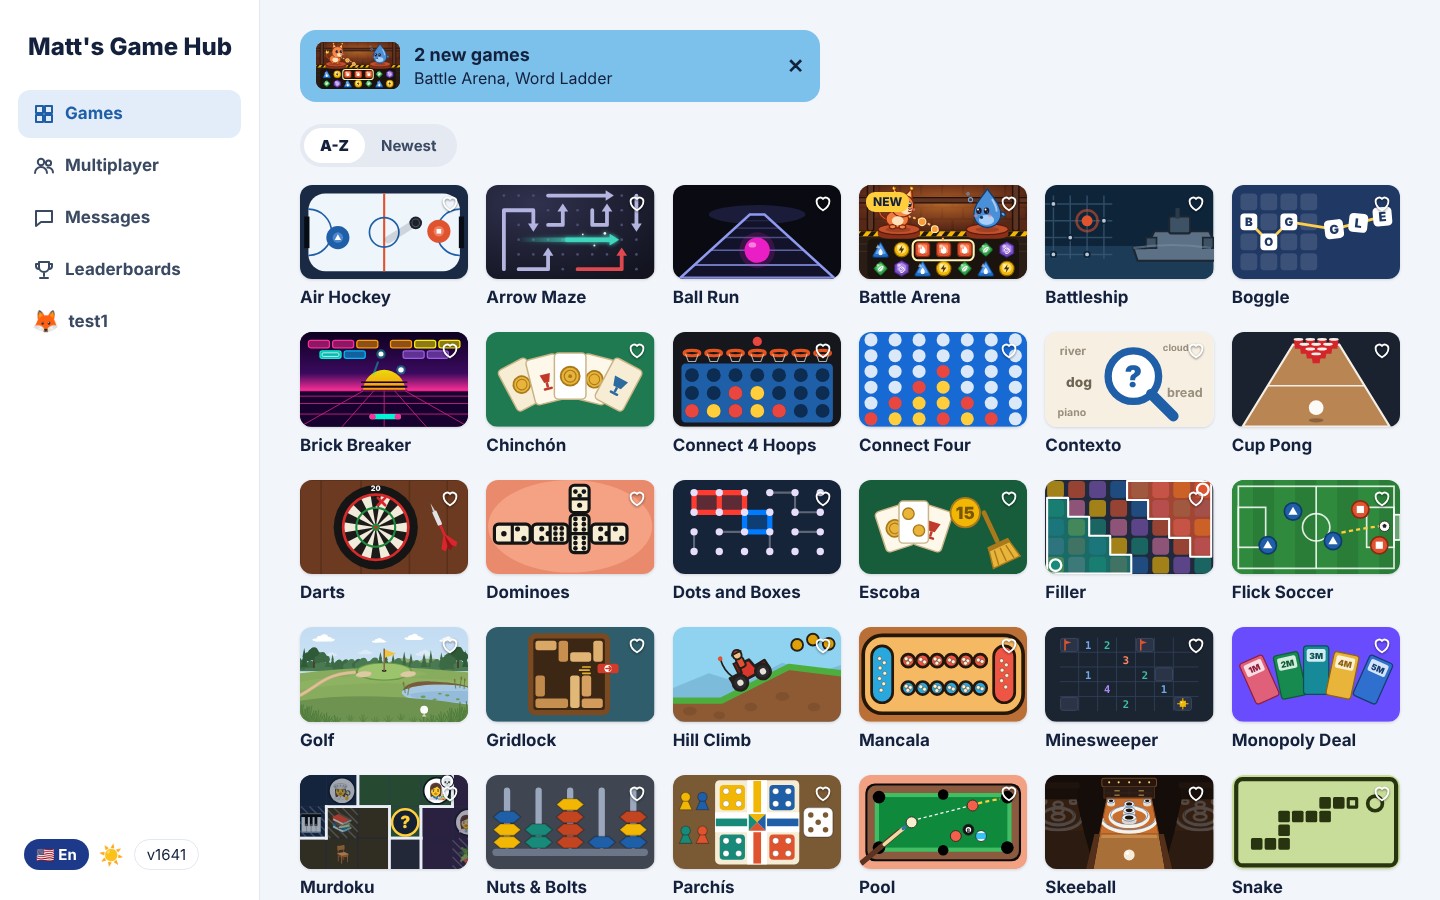 Matt's Game Hub
Games
Multiplayer
Messages
Leaderboards
test1
En
v1641
2 new games
Battle Arena, Word Ladder
A-Z
Newest
Air Hockey
Arrow Maze
Ball Run
NEW
Battle Arena
Battleship
B O G G L E
Boggle
Brick Breaker
Chinchón
Connect 4 Hoops
Connect Four
river
cloud
dog
?
bread
piano
Contexto
Cup Pong
20
Darts
Dominoes
Dots and Boxes
15
Escoba
Filler
Flick Soccer
Golf
Gridlock
Hill Climb
Mancala
1 2
3
1 2
4 1
2
Minesweeper
1M 2M 3M 4M 5M
Monopoly Deal
?
Murdoku
Nuts & Bolts
Parchís
8
Pool
Skeeball
Snake